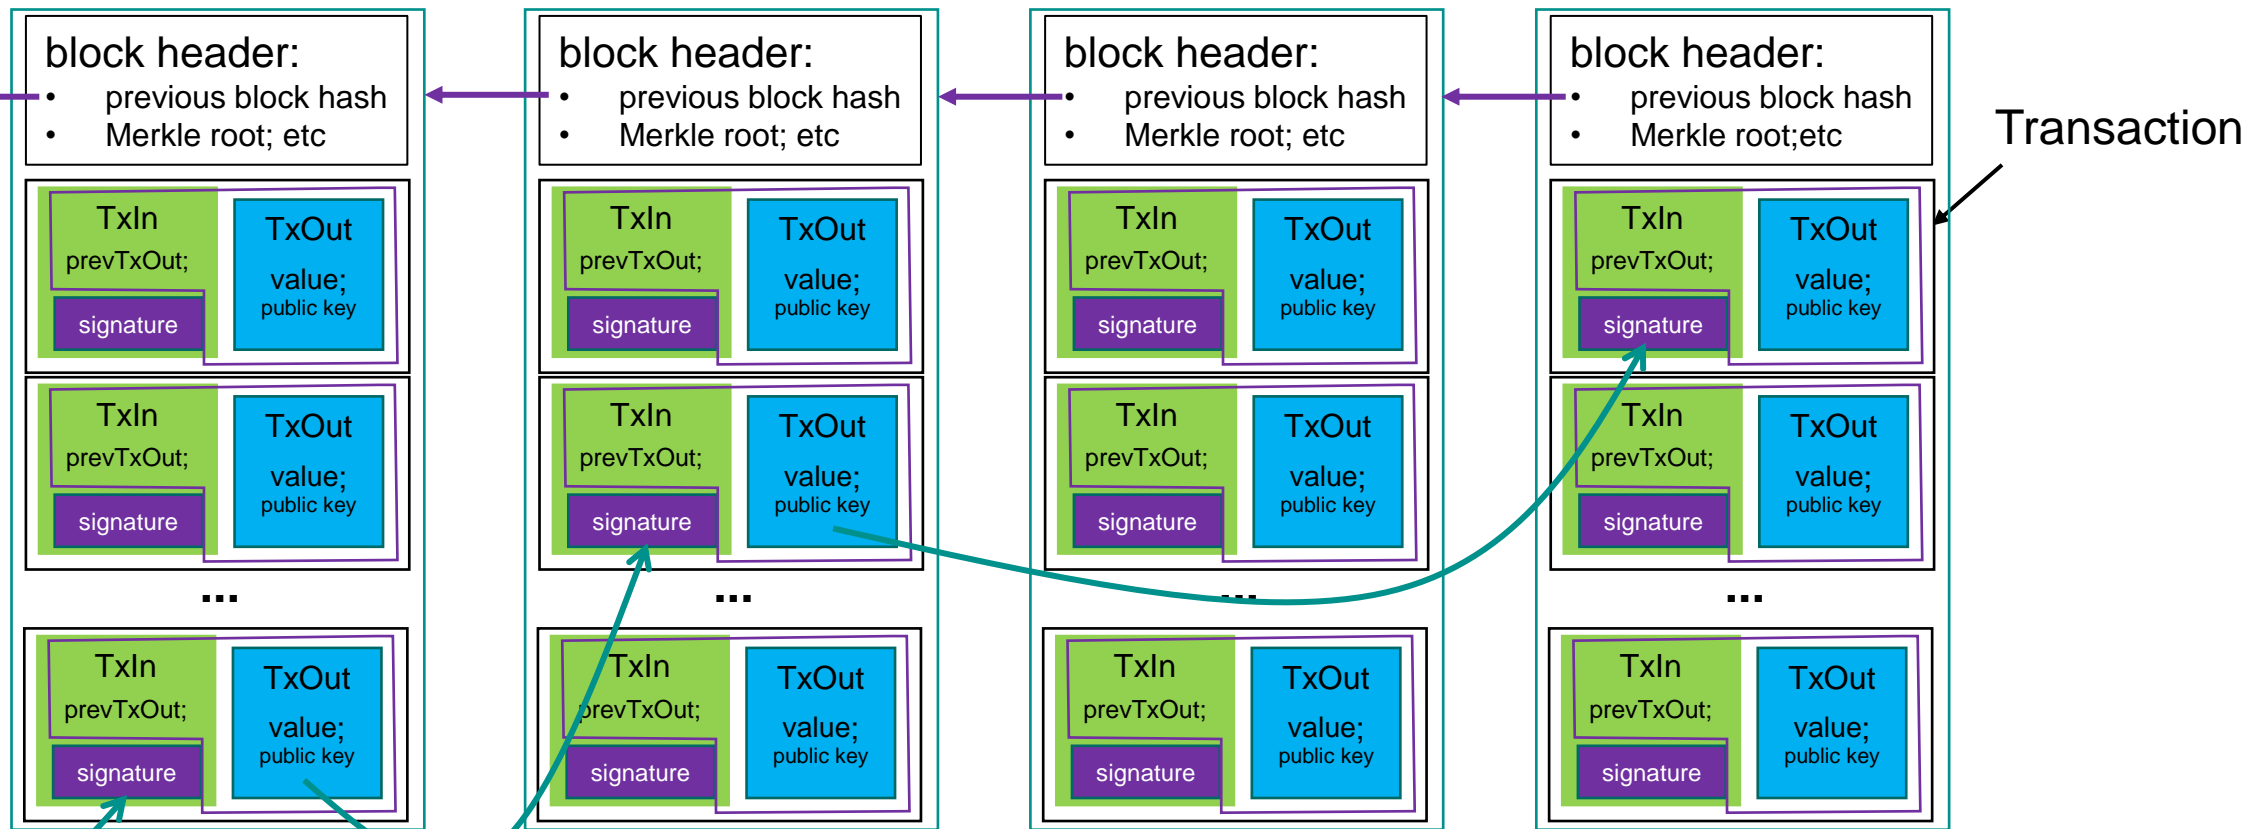 block header:
• previous block hash
• Merkle root; etc
TxIn
prevTxOut;
signature
TxOut
value;
public key
TxIn
prevTxOut;
signature
TxOut
value;
public key
...
TxIn
prevTxOut;
signature
TxOut
value;
public key
block header:
• previous block hash
• Merkle root; etc
TxIn
prevTxOut;
signature
TxOut
value;
public key
TxIn
prevTxOut;
signature
TxOut
value;
public key
...
TxIn
prevTxOut;
signature
TxOut
value;
public key
block header:
• previous block hash
• Merkle root; etc
TxIn
prevTxOut;
signature
TxOut
value;
public key
TxIn
prevTxOut;
signature
TxOut
value;
public key
...
TxIn
prevTxOut;
signature
TxOut
value;
public key
block header:
• previous block hash
• Merkle root;etc
TxIn
prevTxOut;
signature
TxOut
value;
public key
TxIn
prevTxOut;
signature
TxOut
value;
public key
...
TxIn
prevTxOut;
signature
TxOut
value;
public key
Transaction